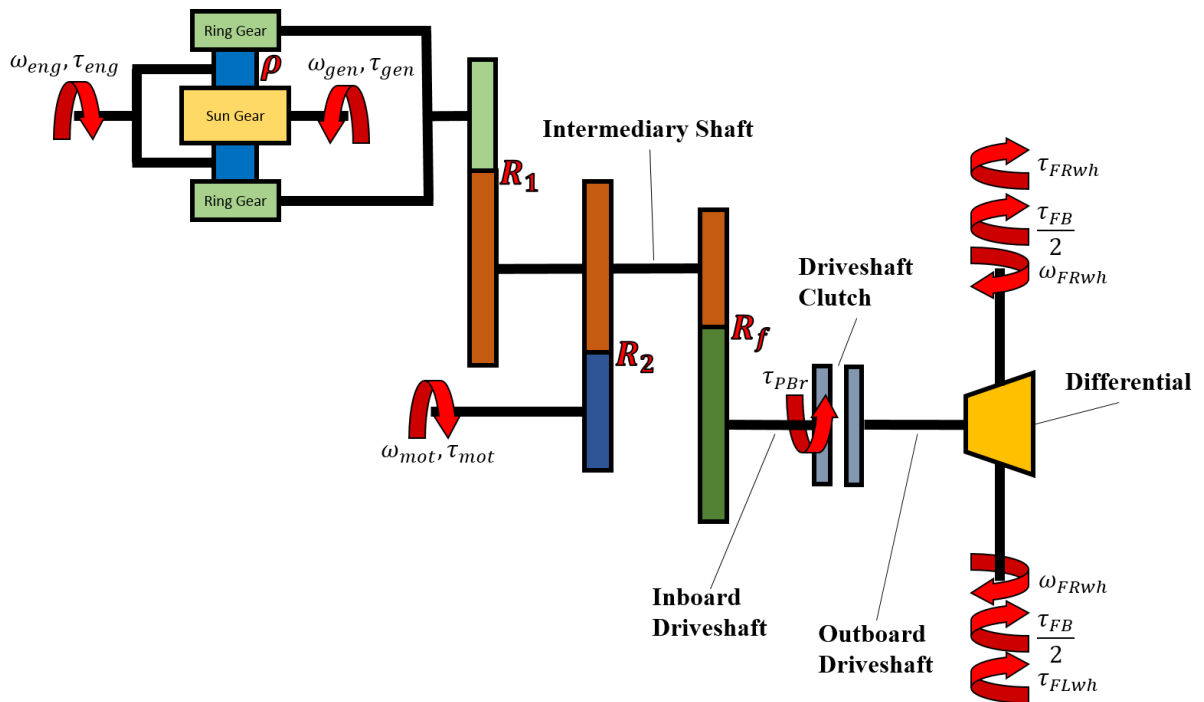 Ring Gear
ω_eng, τ_eng
ρ
ω_gen, τ_gen
Sun Gear
Ring Gear
Intermediary Shaft
R_1
τ_FRwh
τ_FB
2
ω_FRwh
Driveshaft
Clutch
R_f
R_2
τ_PBr
Differential
ω_mot, τ_mot
Inboard
Driveshaft
Outboard
Driveshaft
ω_FRwh
τ_FB
2
τ_FLwh